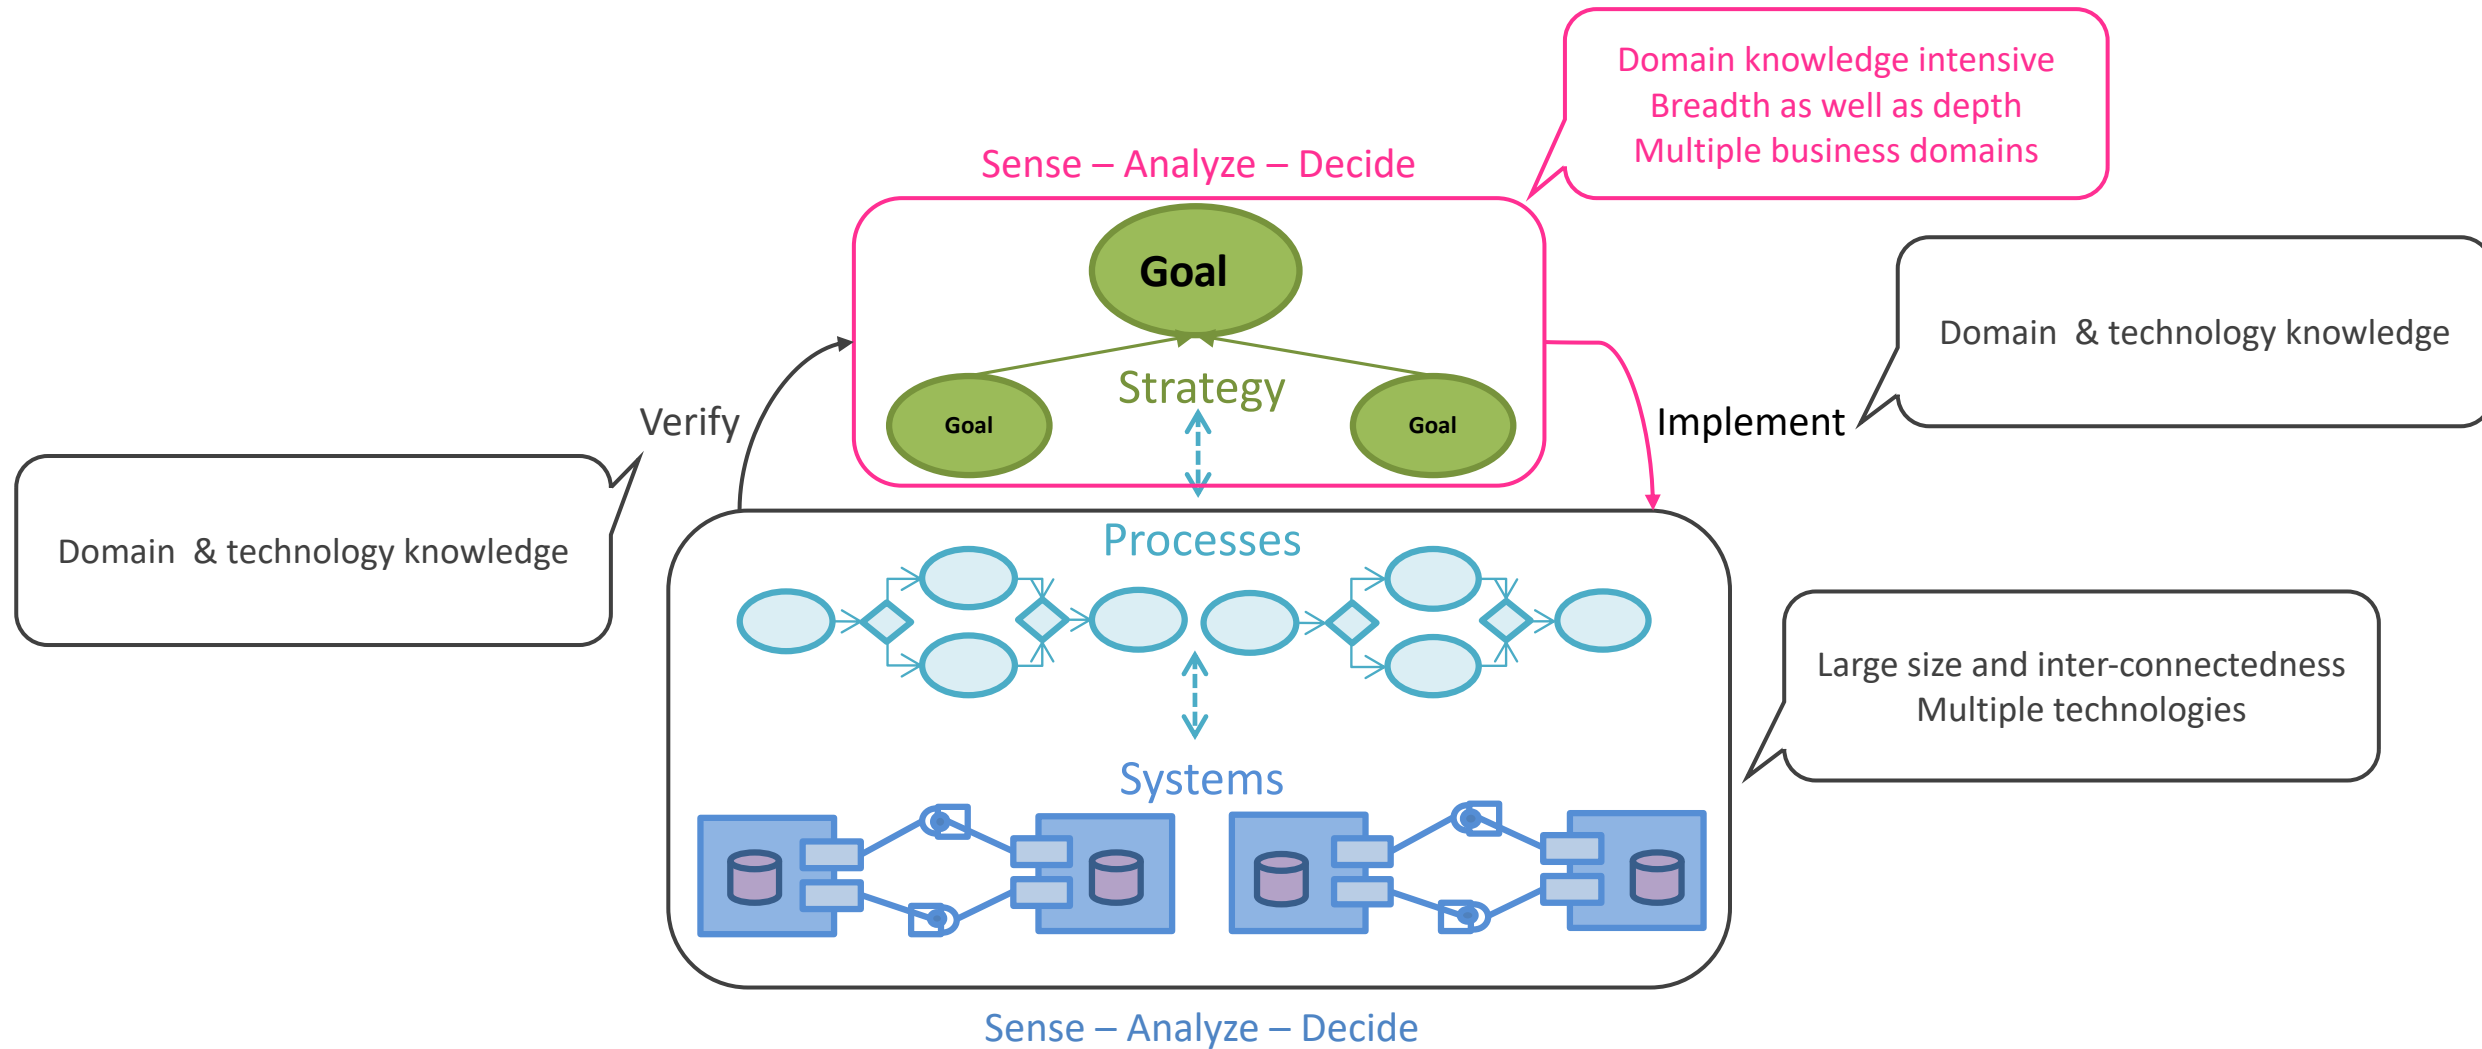 Domain knowledge intensive
Breadth as well as depth
Multiple business domains
Sense – Analyze – Decide
Goal
Domain & technology knowledge
Strategy
Goal
Goal
Verify
Implement
Domain & technology knowledge
Processes
Large size and inter-connectedness
Multiple technologies
Systems
Sense – Analyze – Decide